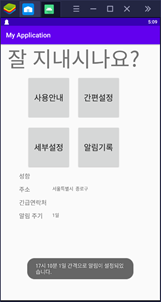 5:09
My Application
잘 지내시나요?
사용안내
간편설정
세부설정
알림기록
성함
주소 서울특별시 종로구
긴급연락처
알림 주기 1일
17시 10분 1일 간격으로 알림이 설정되었
습니다.